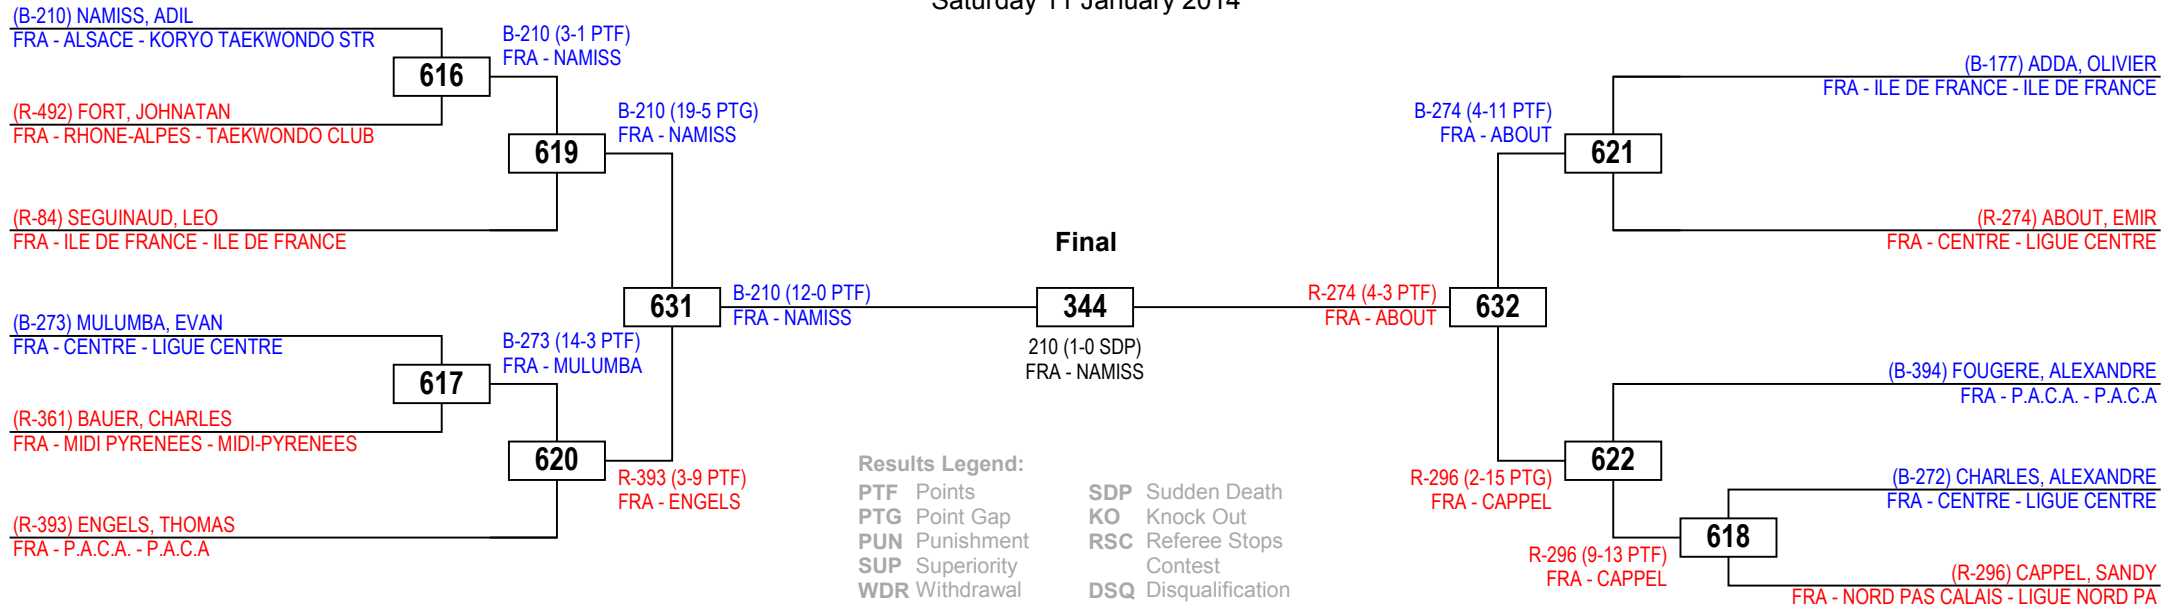 Saturday 11 January 2014
(B-210) NAMISS, ADIL
FRA - ALSACE - KORYO TAEKWONDO STR
616
(R-492) FORT, JOHNATAN
FRA - RHONE-ALPES - TAEKWONDO CLUB
B-210 (3-1 PTF)
FRA - NAMISS
619
(R-84) SEGUINAUD, LEO
FRA - ILE DE FRANCE - ILE DE FRANCE
B-210 (19-5 PTG)
FRA - NAMISS
631
(B-273) MULUMBA, EVAN
FRA - CENTRE - LIGUE CENTRE
617
(R-361) BAUER, CHARLES
FRA - MIDI PYRENEES - MIDI-PYRENEES
B-273 (14-3 PTF)
FRA - MULUMBA
620
(R-393) ENGELS, THOMAS
FRA - P.A.C.A. - P.A.C.A
R-393 (3-9 PTF)
FRA - ENGELS
B-210 (12-0 PTF)
FRA - NAMISS
Final
344
210 (1-0 SDP)
FRA - NAMISS
R-274 (4-3 PTF)
FRA - ABOUT
632
B-274 (4-11 PTF)
FRA - ABOUT
621
(B-177) ADDA, OLIVIER
FRA - ILE DE FRANCE - ILE DE FRANCE
(R-274) ABOUT, EMIR
FRA - CENTRE - LIGUE CENTRE
(B-394) FOUGERE, ALEXANDRE
FRA - P.A.C.A. - P.A.C.A
622
R-296 (2-15 PTG)
FRA - CAPPEL
(B-272) CHARLES, ALEXANDRE
FRA - CENTRE - LIGUE CENTRE
618
R-296 (9-13 PTF)
FRA - CAPPEL
(R-296) CAPPEL, SANDY
FRA - NORD PAS CALAIS - LIGUE NORD PA
Results Legend:
PTF Points SDP Sudden Death
PTG Point Gap KO Knock Out
PUN Punishment RSC Referee Stops
SUP Superiority Contest
WDR Withdrawal DSQ Disqualification